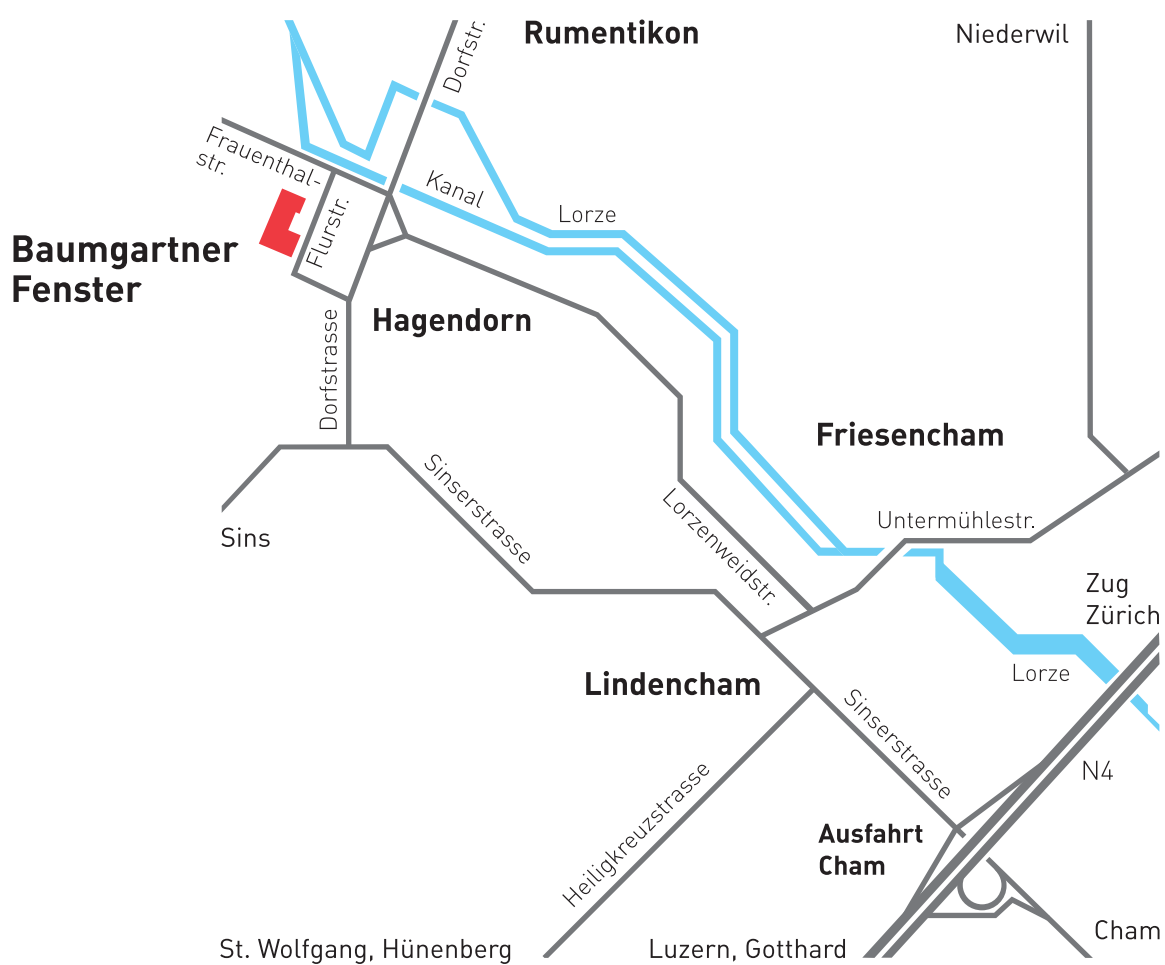 Rumentikon
Niederwil
Dorfstr.
Frauenthal-
str.
Kanal
Lorze
Flurstr.
Baumgartner
Fenster
Hagendorn
Dorfstrasse
Friesencham
Sinserstrasse
Lorzenweidstr.
Untermühlestr.
Sins
Zug
Zürich
Lorze
Lindencham
Sinserstrasse
N4
Heiligkreuzstrasse
Ausfahrt
Cham
Cham
St. Wolfgang, Hünenberg
Luzern, Gotthard